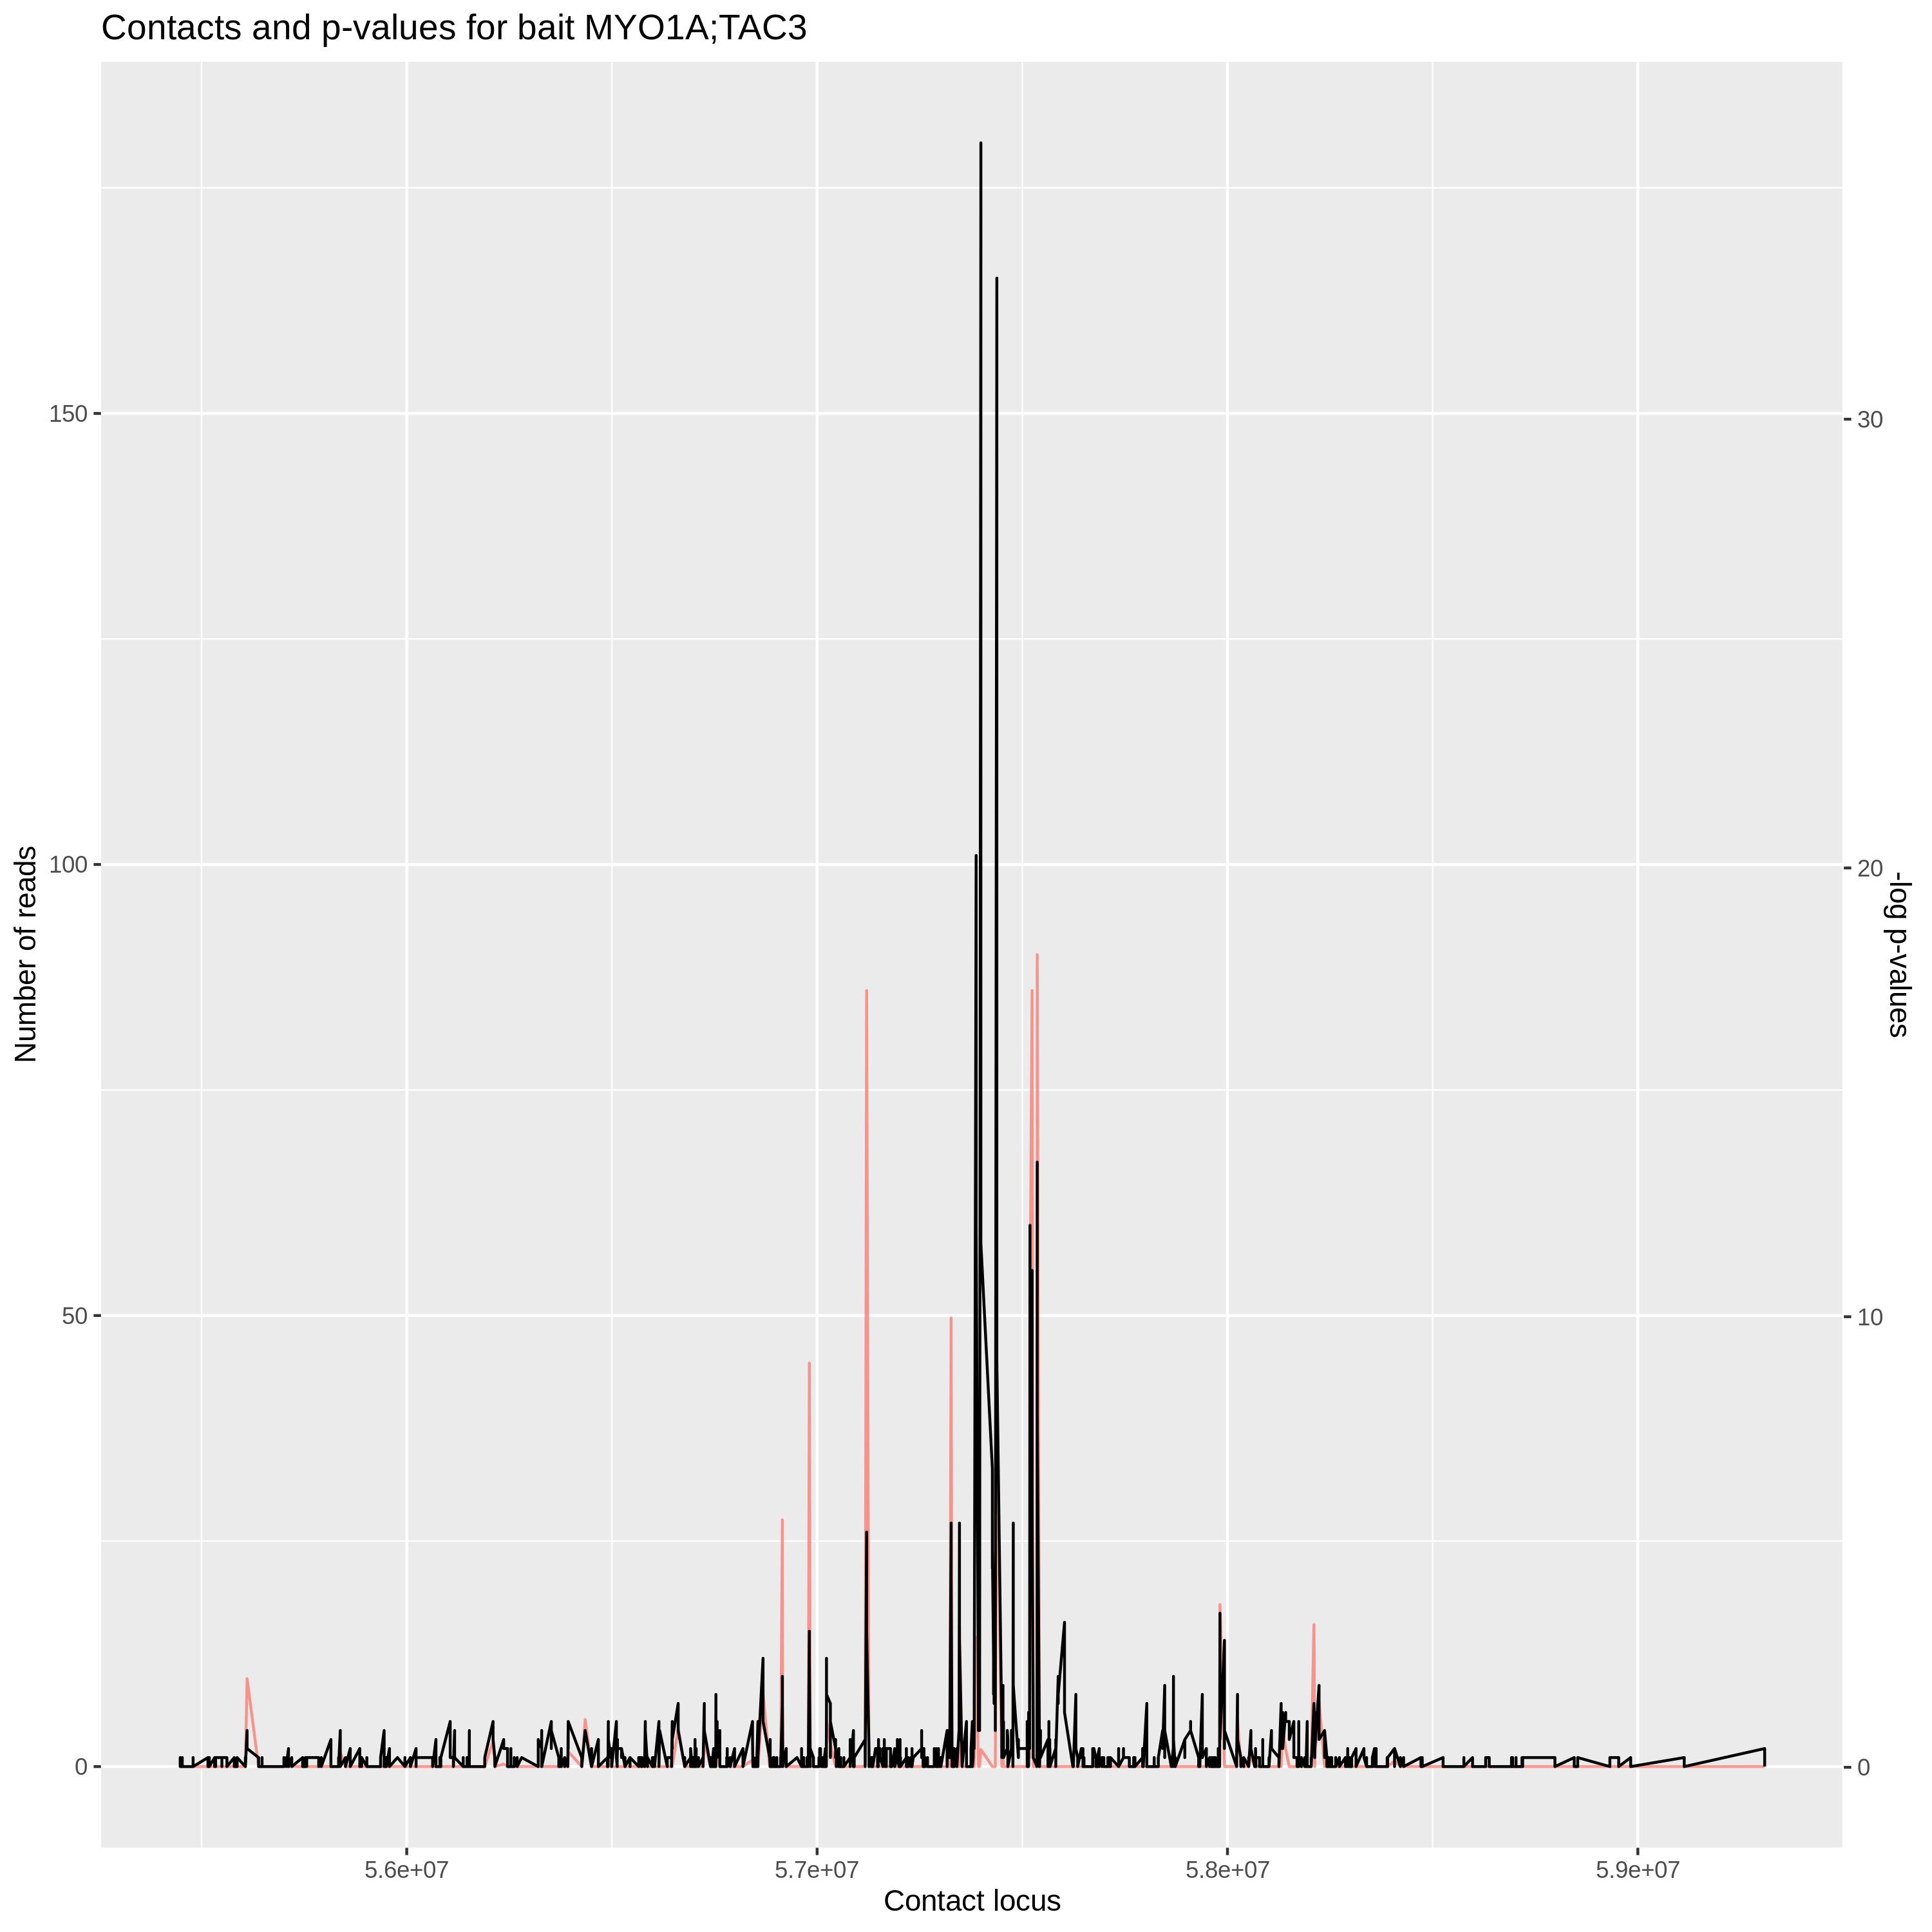 Contacts and p-values for bait MYO1A;TAC3
150
100
50
0
Number of reads
30
20
10
0
-log p-values
5.6e+07
5.7e+07
5.8e+07
5.9e+07
Contact locus